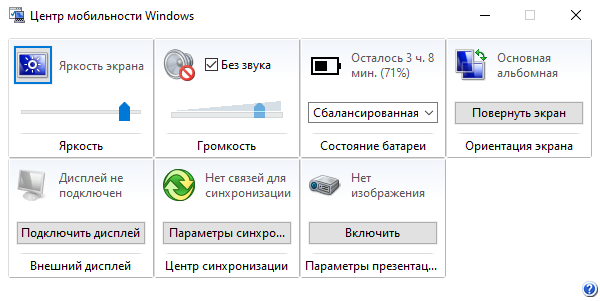 Центр мобильности Windows
Яркость экрана
Яркость
Без звука
Громкость
Осталось 3 ч. 8
мин. (71%)
Сбалансированная
Состояние батареи
Основная
альбомная
Повернуть экран
Ориентация экрана
Дисплей не
подключен
Подключить дисплей
Внешний дисплей
Нет связей для
синхронизации
Параметры синхро...
Центр синхронизации
Нет
изображения
Включить
Параметры презентац...